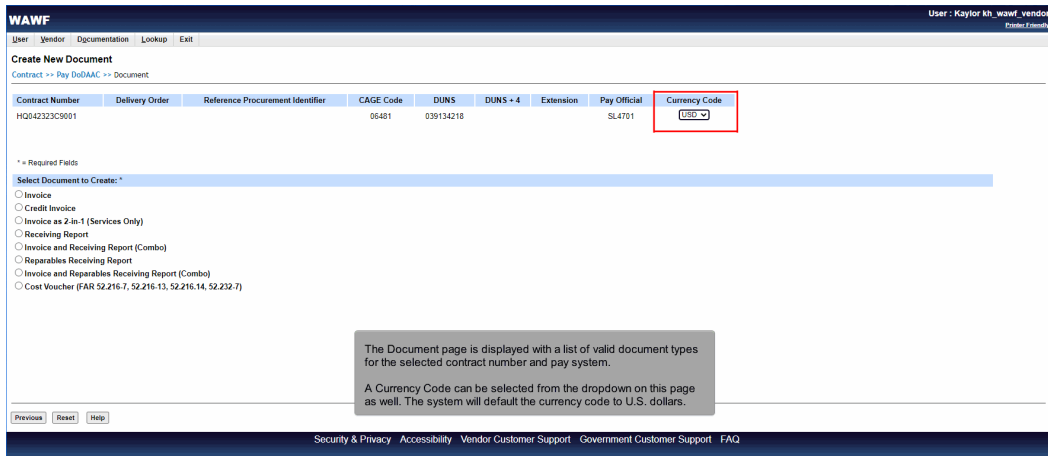 WAWF
User : Kaylor kh_wawf_vendor
Printer Friendly
User Vendor Documentation Lookup Exit
Create New Document
Contract >> Pay DoDAAC >> Document
Contract Number Delivery Order Reference Procurement Identifier CAGE Code DUNS DUNS + 4 Extension Pay Official Currency Code
HQ042323C9001 06481 039134218 SL4701 USD
* = Required Fields
Select Document to Create: *
Invoice
Credit Invoice
Invoice as 2-in-1 (Services Only)
Receiving Report
Invoice and Receiving Report (Combo)
Reparables Receiving Report
Invoice and Reparables Receiving Report (Combo)
Cost Voucher (FAR 52.216-7, 52.216-13, 52.216.14, 52.232-7)
The Document page is displayed with a list of valid document types
for the selected contract number and pay system.
A Currency Code can be selected from the dropdown on this page
as well. The system will default the currency code to U.S. dollars.
Previous Reset Help
Security & Privacy Accessibility Vendor Customer Support Government Customer Support FAQ